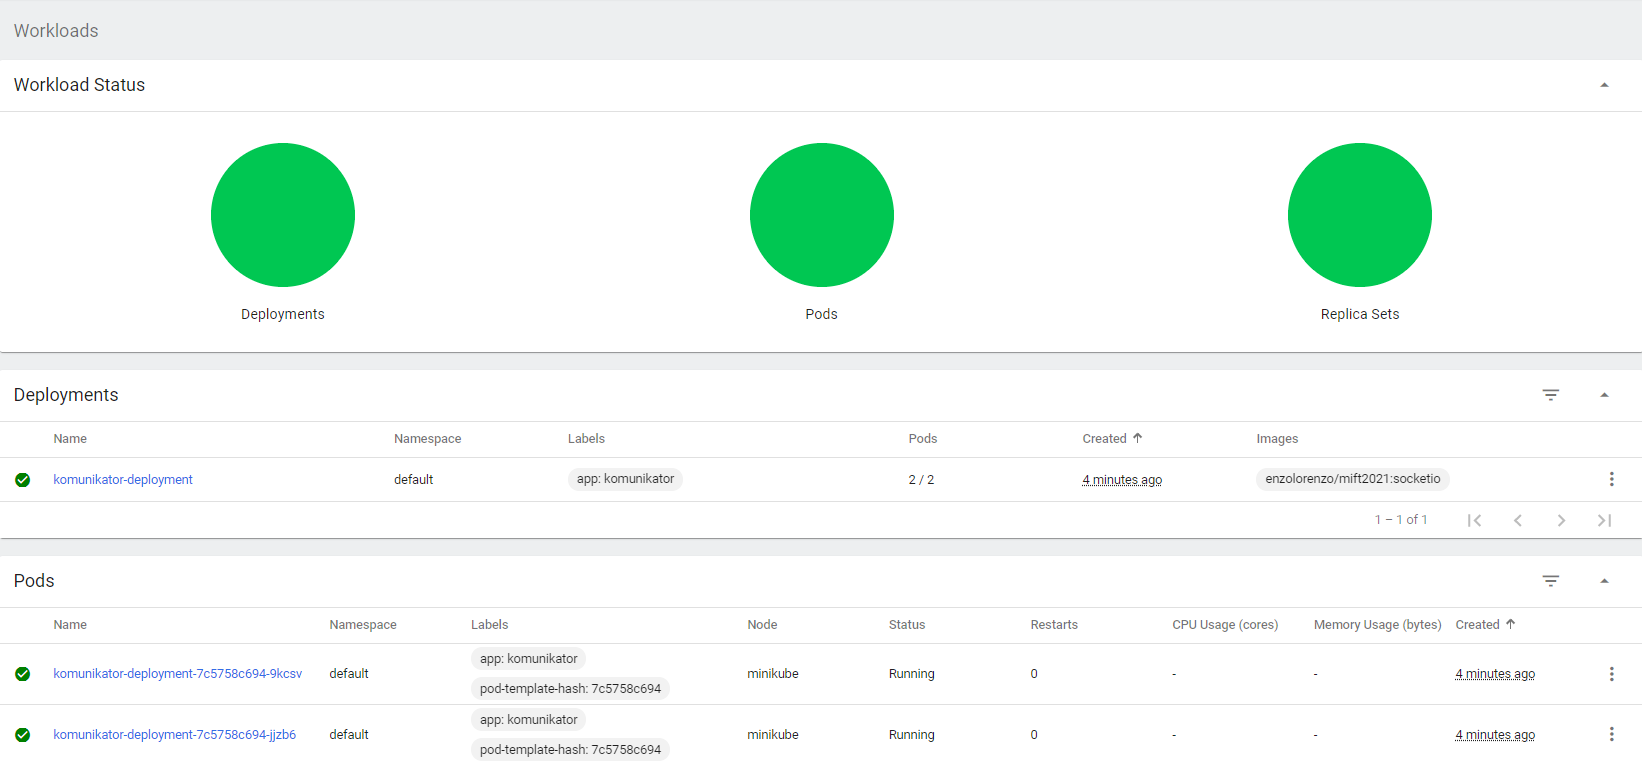 Workloads
Workload Status
Deployments Pods Replica Sets
Deployments
Name Namespace Labels Pods Created Images
komunikator-deployment default app: komunikator 2 / 2 4 minutes ago enzolorenzo/mift2021:socketio
1 – 1 of 1
Pods
Name Namespace Labels Node Status Restarts CPU Usage (cores) Memory Usage (bytes) Created
app: komunikator
komunikator-deployment-7c5758c694-9kcsv default minikube Running 0 - - 4 minutes ago
pod-template-hash: 7c5758c694
app: komunikator
komunikator-deployment-7c5758c694-jjzb6 default minikube Running 0 - - 4 minutes ago
pod-template-hash: 7c5758c694